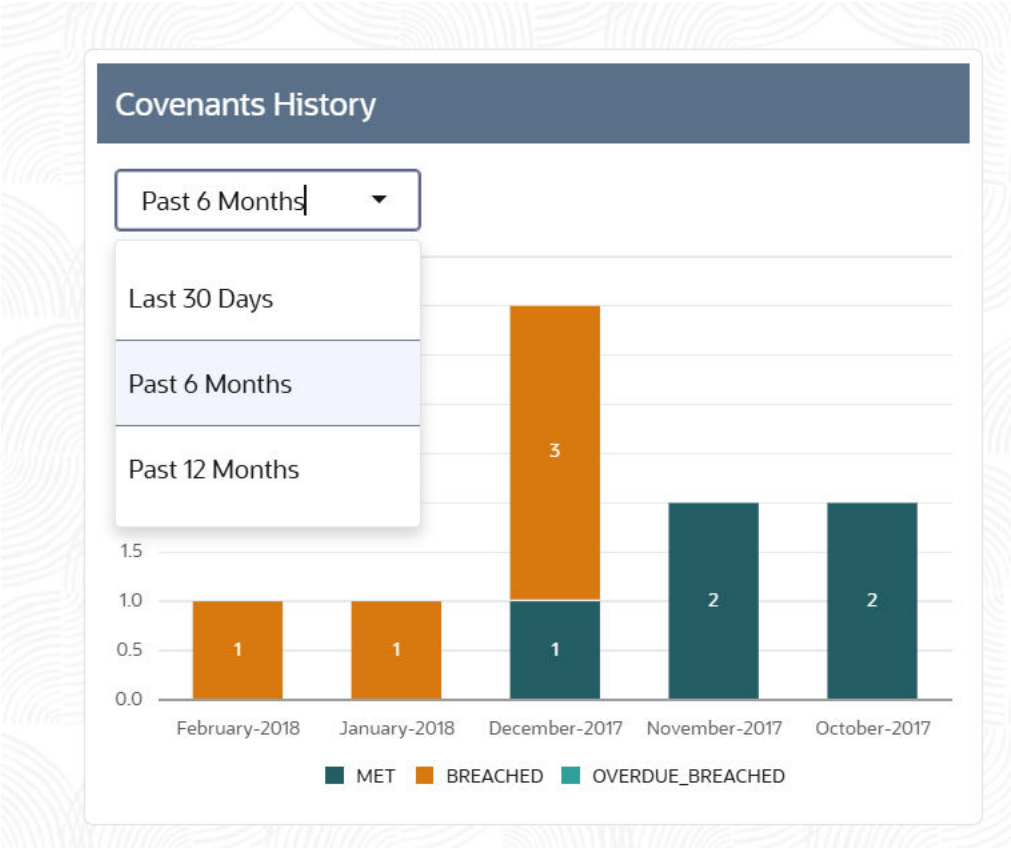 Covenants History
Past 6 Months
Last 30 Days
Past 6 Months
Past 12 Months
3
1.5
1.0
2
2
0.5
1
1
1
0.0
February-2018
January-2018
December-2017
November-2017
October-2017
MET
BREACHED
OVERDUE_BREACHED